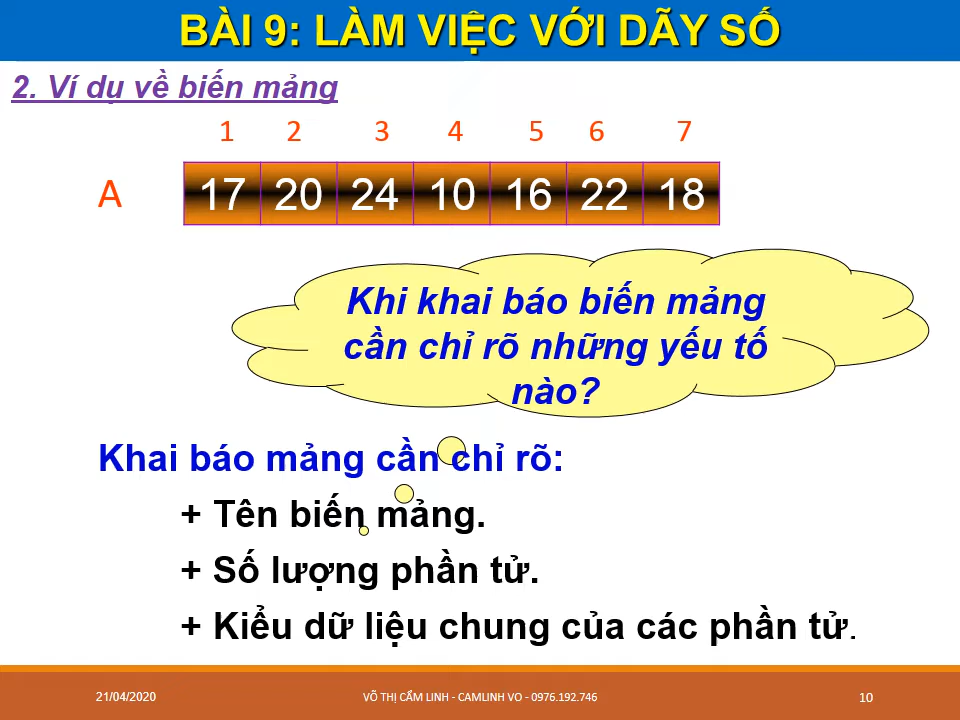 BÀI 9: LÀM VIỆC VỚI DÃY SỐ
2. Ví dụ về biến mảng
1 2 3 4 5 6 7
A 17 20 24 10 16 22 18
Khi khai báo biến mảng
cần chỉ rõ những yếu tố
nào?
Khai báo mảng cần chỉ rõ:
+ Tên biến mảng.
+ Số lượng phần tử.
+ Kiểu dữ liệu chung của các phần tử.
21/04/2020 VÕ THỊ CẨM LINH - CAMLINH VO - 0976.192.746 10